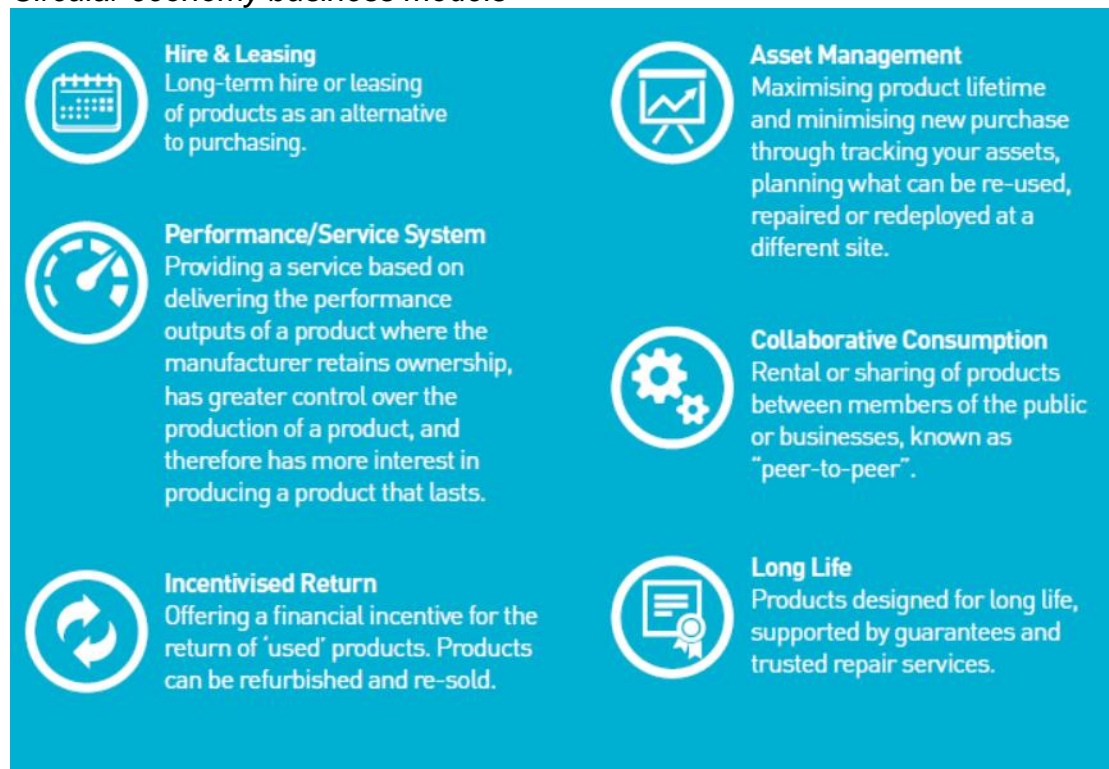 Circular economy business models
Hire & Leasing
Long-term hire or leasing
of products as an alternative
to purchasing.
Performance/Service System
Providing a service based on
delivering the performance
outputs of a product where the
manufacturer retains ownership,
has greater control over the
production of a product, and
therefore has more interest in
producing a product that lasts.
Incentivised Return
Offering a financial incentive for the
return of ‘used’ products. Products
can be refurbished and re-sold.
Asset Management
Maximising product lifetime
and minimising new purchase
through tracking your assets,
planning what can be re-used,
repaired or redeployed at a
different site.
Collaborative Consumption
Rental or sharing of products
between members of the public
or businesses, known as
“peer-to-peer”.
Long Life
Products designed for long life,
supported by guarantees and
trusted repair services.